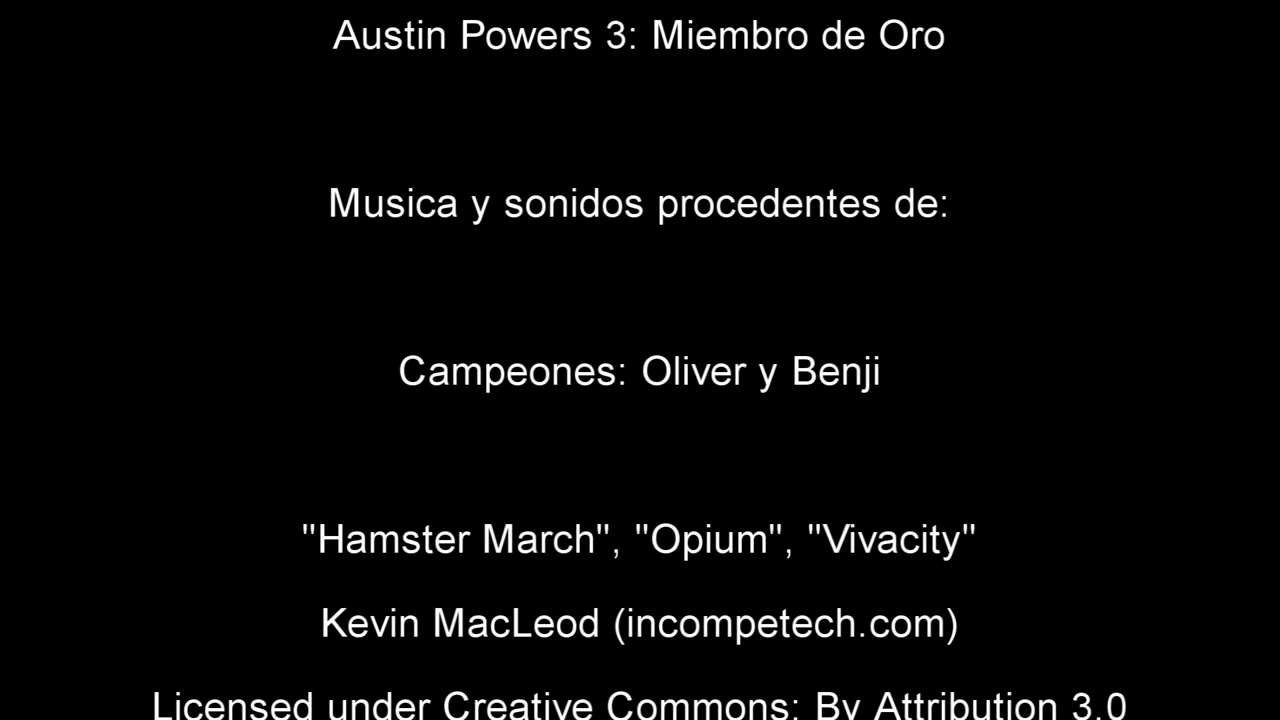 Austin Powers 3: Miembro de Oro
Musica y sonidos procedentes de:
Campeones: Oliver y Benji
"Hamster March", "Opium", "Vivacity"
Kevin MacLeod (incompetech.com)
Licensed under Creative Commons: By Attribution 3.0